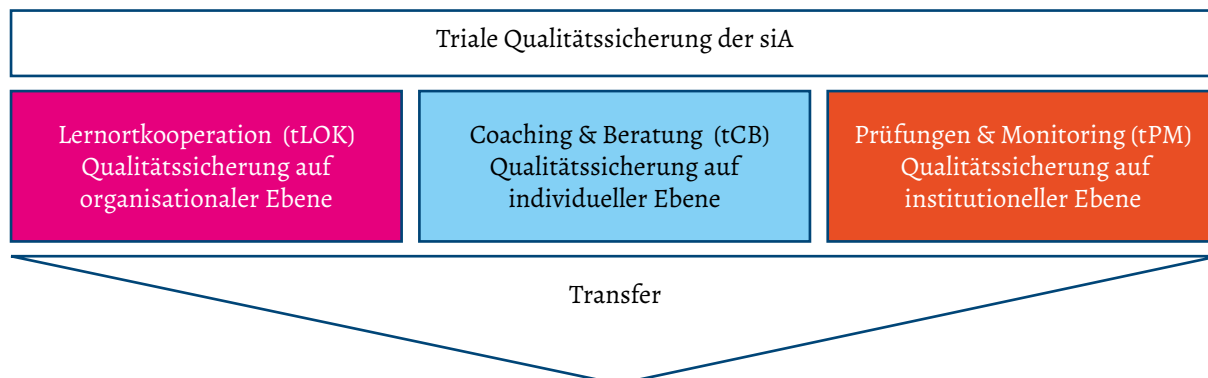 Triale Qualitätssicherung der siA
Lernortkooperation (tLOK)
Qualitätssicherung auf
organisationaler Ebene
Coaching & Beratung (tCB)
Qualitätssicherung auf
individueller Ebene
Prüfungen & Monitoring (tPM)
Qualitätssicherung auf
institutioneller Ebene
Transfer